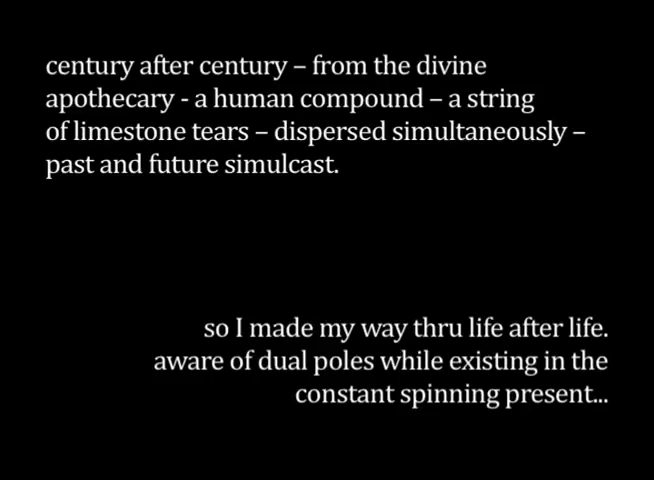 century after century – from the divine
apothecary - a human compound – a string
of limestone tears – dispersed simultaneously –
past and future simulcast.
so I made my way thru life after life.
aware of dual poles while existing in the
constant spinning present...